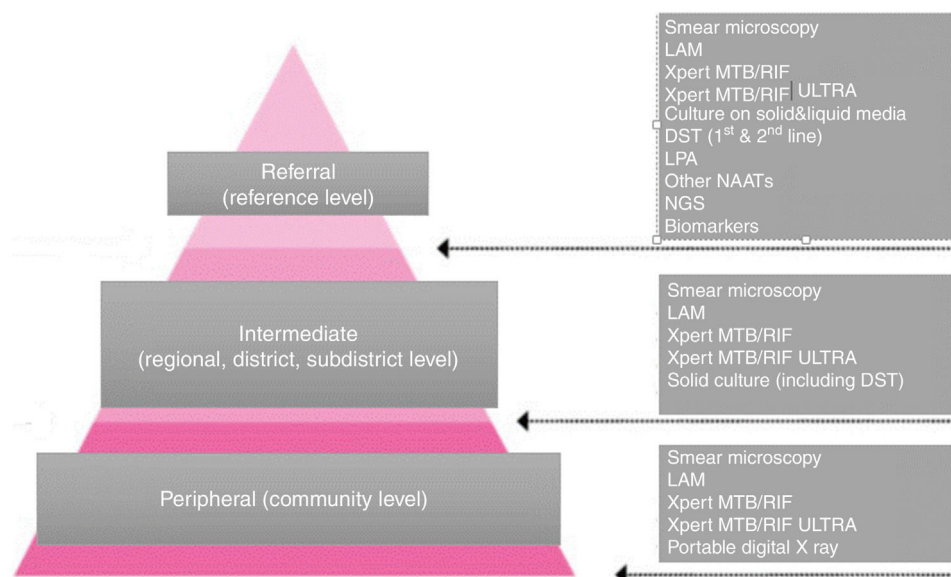 Referral
(reference level)
Intermediate
(regional, district, subdistrict level)
Peripheral (community level)
Smear microscopy
LAM
Xpert MTB/RIF
Xpert MTB/RIF ULTRA
Culture on solid&liquid media
DST (1st & 2nd line)
LPA
Other NAATs
NGS
Biomarkers
Smear microscopy
LAM
Xpert MTB/RIF
Xpert MTB/RIF ULTRA
Solid culture (including DST)
Smear microscopy
LAM
Xpert MTB/RIF
Xpert MTB/RIF ULTRA
Portable digital X ray